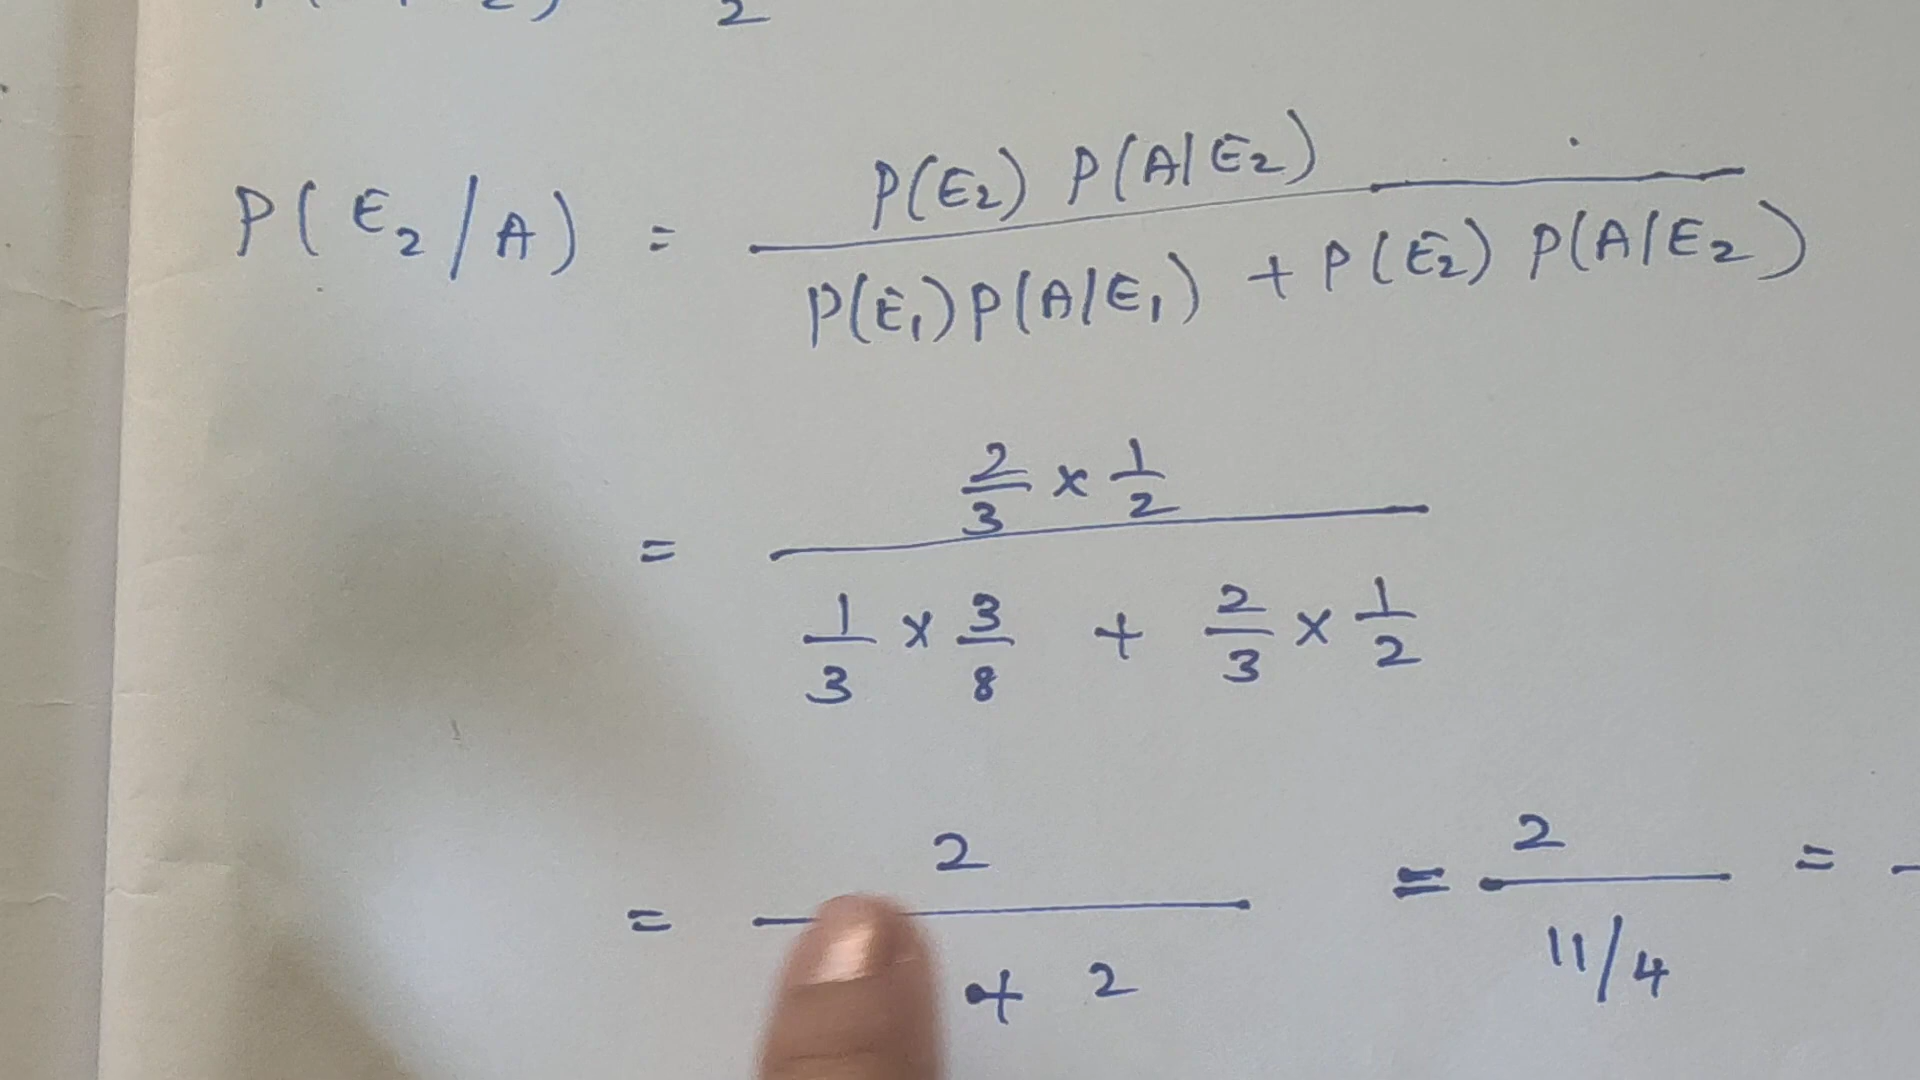 2
P(E₂/A) = P(E₂) P(A|E₂) / P(E₁)P(A|E₁) + P(E₂) P(A|E₂)
= 2/3 × 1/2 / 1/3 × 3/8 + 2/3 × 1/2
= 2 / + 2 = 2 / 11/4 =